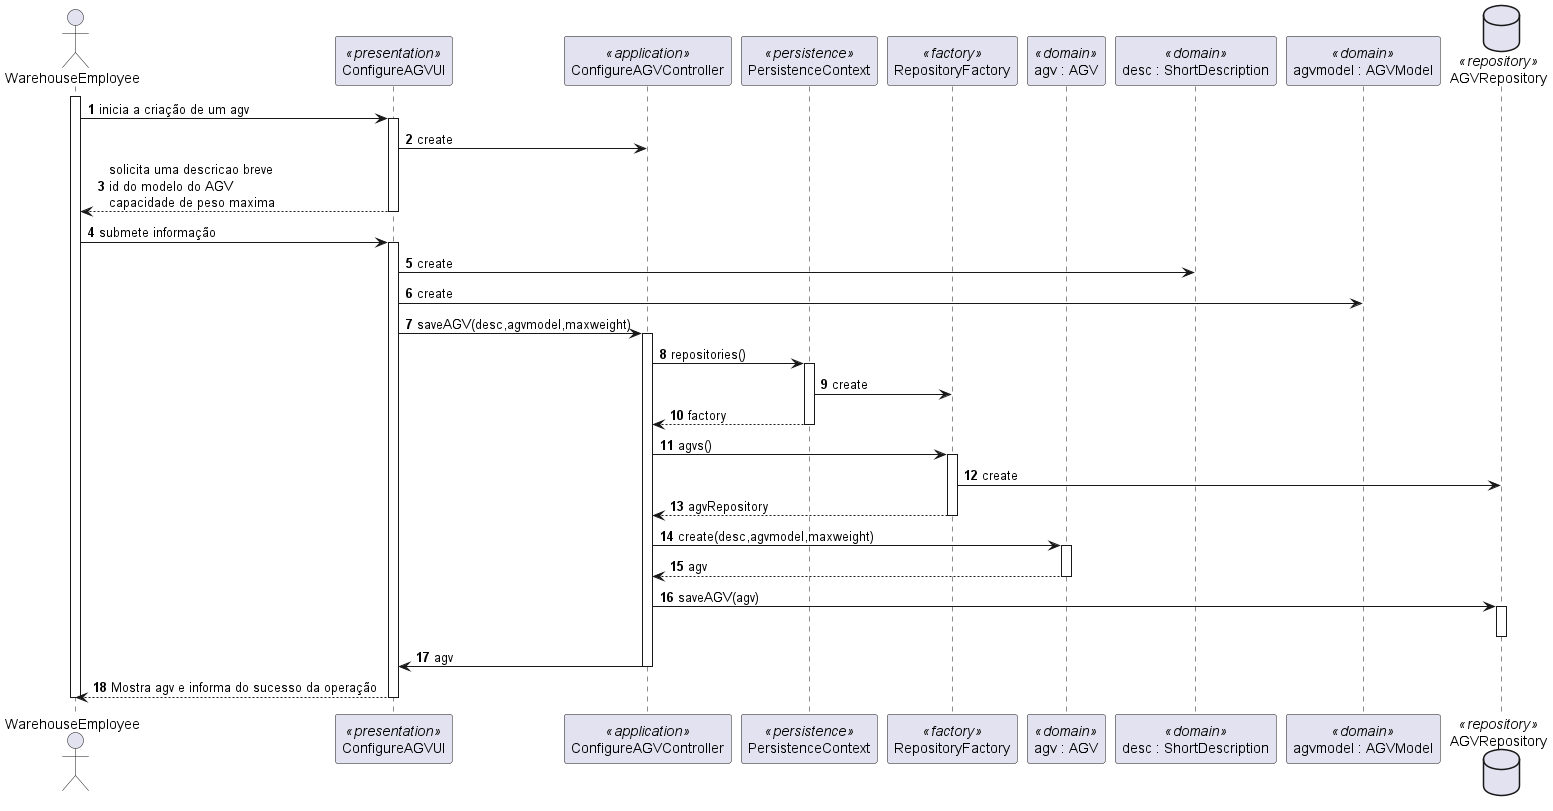 WarehouseEmployee
«presentation»
ConfigureAGVUI
«application»
ConfigureAGVController
«persistence»
PersistenceContext
«factory»
RepositoryFactory
«domain»
agv : AGV
«domain»
desc : ShortDescription
«domain»
agvmodel : AGVModel
«repository»
AGVRepository
1 inicia a criação de um agv
2 create
solicita uma descricao breve
3 id do modelo do AGV
capacidade de peso maxima
4 submete informação
5 create
6 create
7 saveAGV(desc,agvmodel,maxweight)
8 repositories()
9 create
10 factory
11 agvs()
12 create
13 agvRepository
14 create(desc,agvmodel,maxweight)
15 agv
16 saveAGV(agv)
17 agv
18 Mostra agv e informa do sucesso da operação
WarehouseEmployee
«presentation»
ConfigureAGVUI
«application»
ConfigureAGVController
«persistence»
PersistenceContext
«factory»
RepositoryFactory
«domain»
agv : AGV
«domain»
desc : ShortDescription
«domain»
agvmodel : AGVModel
«repository»
AGVRepository